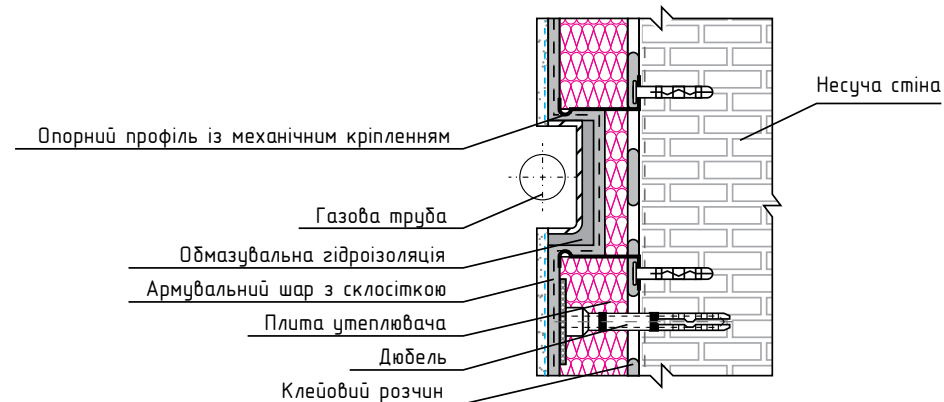 Несуча стіна
Опорний профіль із механічним кріпленням
Газова труба
Обмазувальна гідроізоляція
Армувальний шар з склосіткою
Плита утеплювача
Дюбель
Клейовий розчин